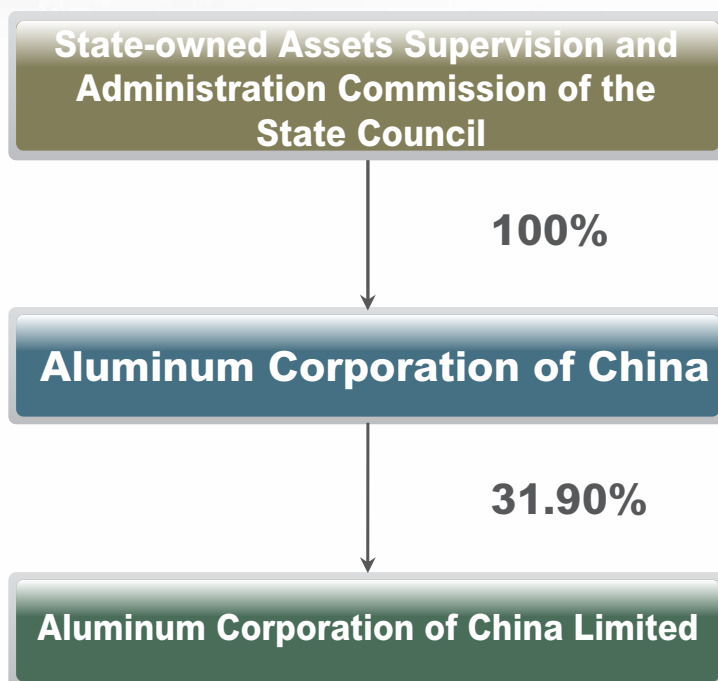 State-owned Assets Supervision and
Administration Commission of the
State Council
100%
Aluminum Corporation of China
31.90%
Aluminum Corporation of China Limited